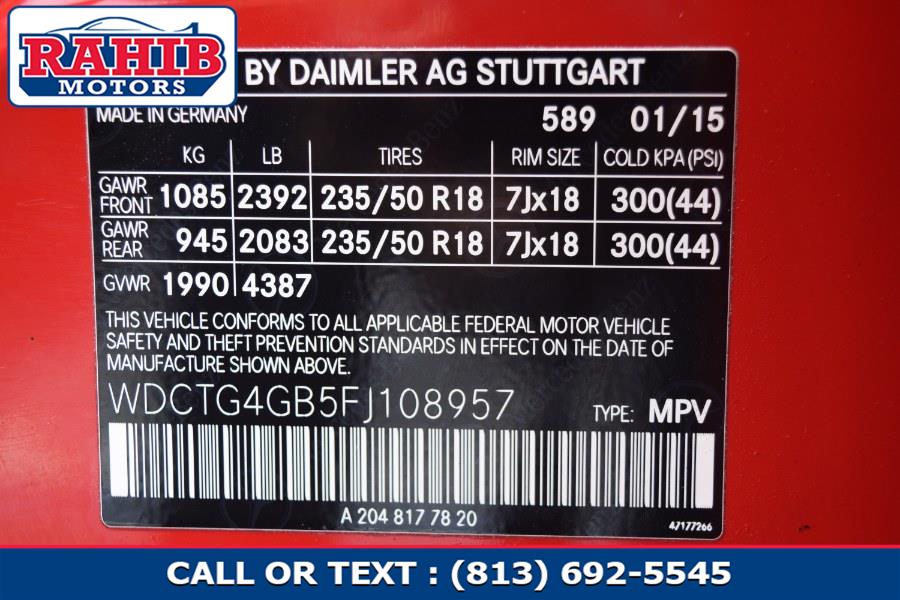 RAHIB
MOTORS
BY DAIMLER AG STUTTGART
MADE IN GERMANY 589 01/15
KG LB TIRES RIM SIZE COLD KPA (PSI)
GAWR FRONT 1085 2392 235/50 R18 7Jx18 300(44)
GAWR REAR 945 2083 235/50 R18 7Jx18 300(44)
GVWR 1990 4387
THIS VEHICLE CONFORMS TO ALL APPLICABLE FEDERAL MOTOR VEHICLE
SAFETY AND THEFT PREVENTION STANDARDS IN EFFECT ON THE DATE OF
MANUFACTURE SHOWN ABOVE.
WDCTG4GB5FJ108957 TYPE: MPV
A 204 817 78 20
47177266
CALL OR TEXT : (813) 692-5545